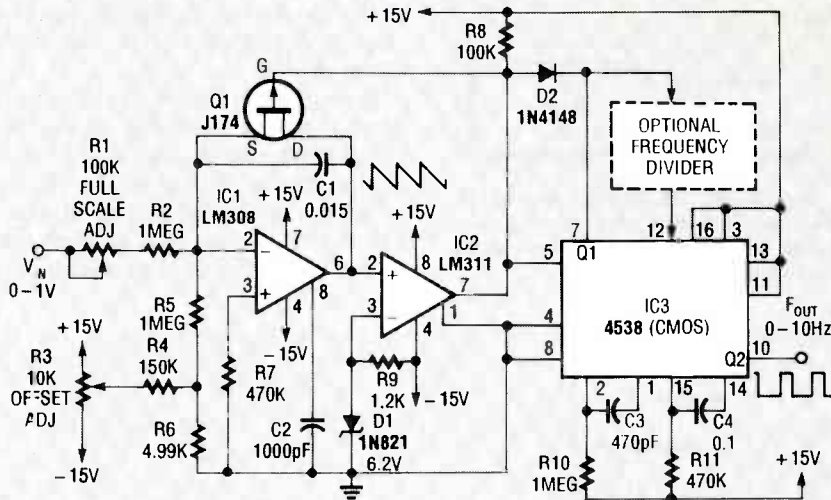 +15V
R8
100K
G
Q1
J174
S D
D2
1N4148
OPTIONAL
FREQUENCY
DIVIDER
R1
100K
FULL
SCALE
ADJ
R2
1MEG
C1
0.015
IC1
LM308
+15V
7
2
−
3
+
6
4
8
−15V
VN
0−1V
R5
1MEG
R4
150K
+15V
R3
10K
OFFSET
ADJ
−15V
R6
4.99K
R7
470K
C2
1000pF
+15V
IC2
LM311
8
2
+
3
−
7
1
4
R9
1.2K
−15V
D1
1N821
6.2V
7
Q1
12
16
3
5
13
11
IC3
4538 (CMOS)
4
8
FOUT
0−10Hz
Q2
10
2
1
15
14
C3
470pF
C4
0.1
R10
1MEG
R11
470K
+15V